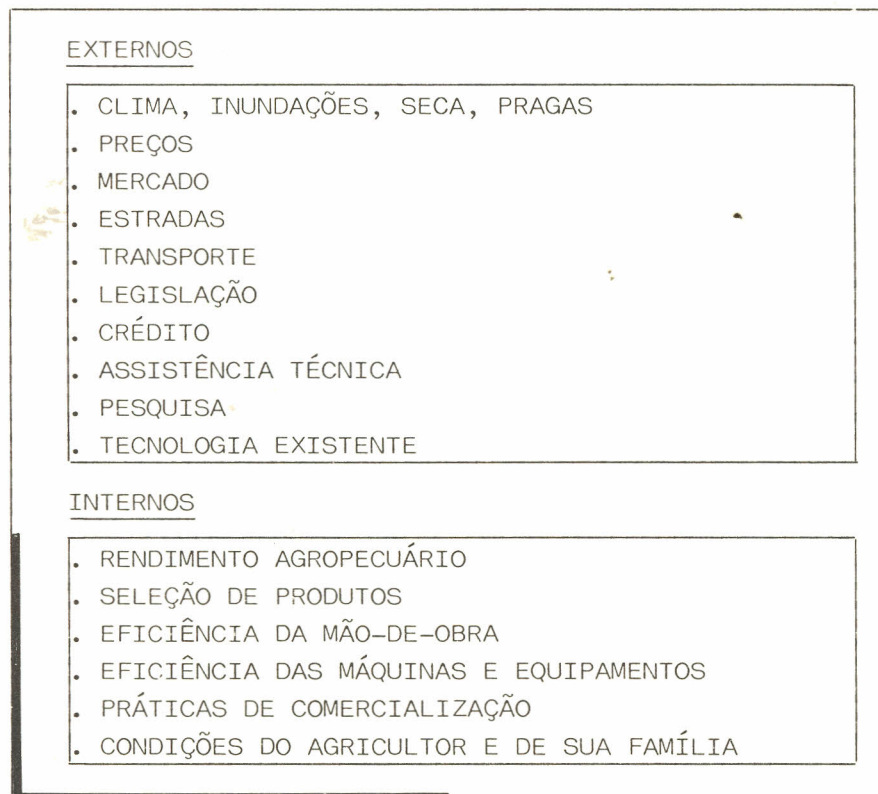 EXTERNOS
. CLIMA, INUNDAÇÕES, SECA, PRAGAS
. PREÇOS
. MERCADO
. ESTRADAS
. TRANSPORTE
. LEGISLAÇÃO
. CRÉDITO
. ASSISTÊNCIA TÉCNICA
. PESQUISA
. TECNOLOGIA EXISTENTE
INTERNOS
. RENDIMENTO AGROPECUÁRIO
. SELEÇÃO DE PRODUTOS
. EFICIÊNCIA DA MÃO-DE-OBRA
. EFICIÊNCIA DAS MÁQUINAS E EQUIPAMENTOS
. PRÁTICAS DE COMERCIALIZAÇÃO
. CONDIÇÕES DO AGRICULTOR E DE SUA FAMÍLIA